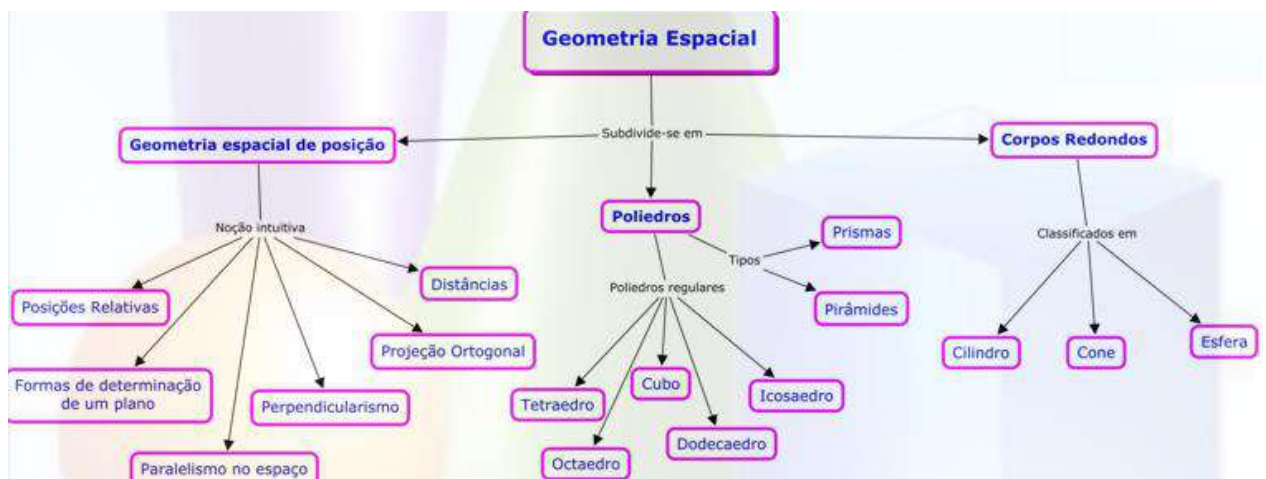 Geometria Espacial
Subdivide-se em
Geometria espacial de posição
Corpos Redondos
Poliedros
Noção intuitiva
Prismas
Classificados em
Tipos
Distâncias
Poliedros regulares
Posições Relativas
Pirâmides
Projeção Ortogonal
Cilindro
Cone
Esfera
Formas de determinação
de um plano
Perpendicularismo
Tetraedro
Cubo
Icosaedro
Dodecaedro
Octaedro
Paralelismo no espaço